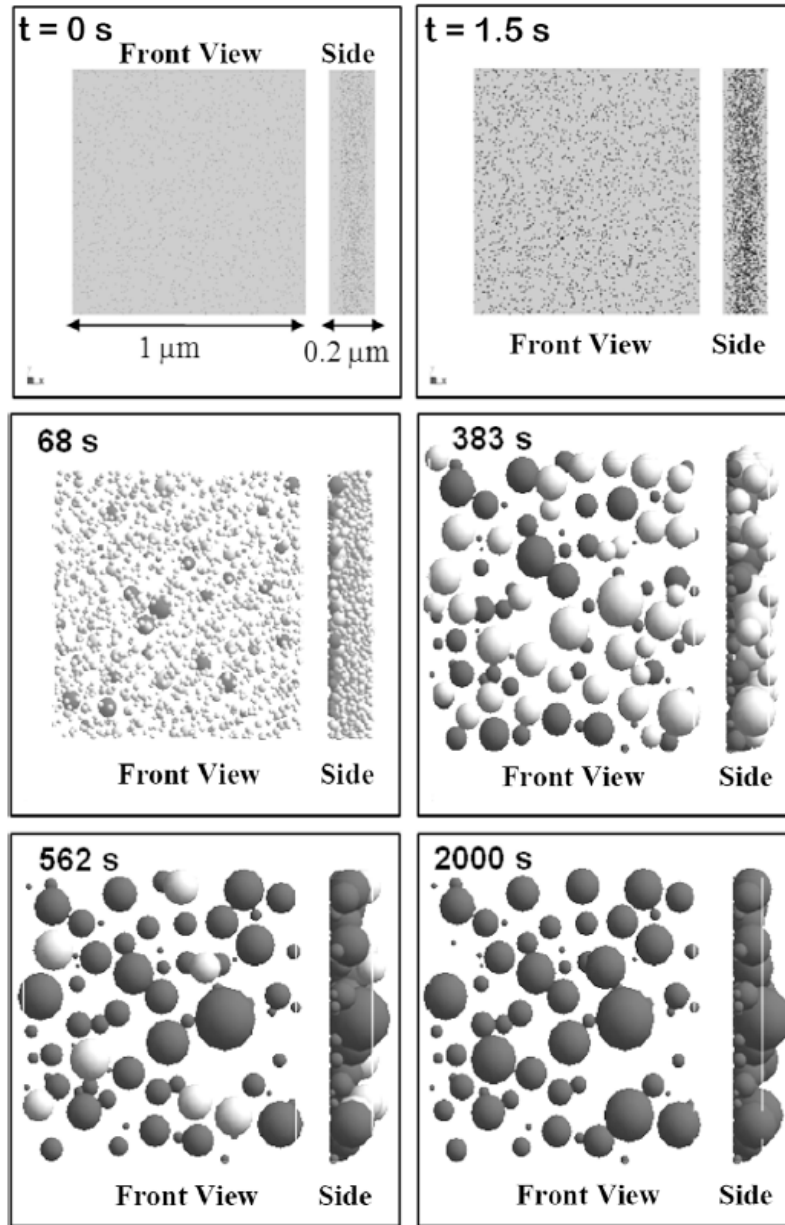 t = 0 s
Front View Side
1 μm
0.2 μm
t = 1.5 s
Front View Side
68 s
Front View Side
383 s
Front View Side
562 s
Front View Side
2000 s
Front View Side